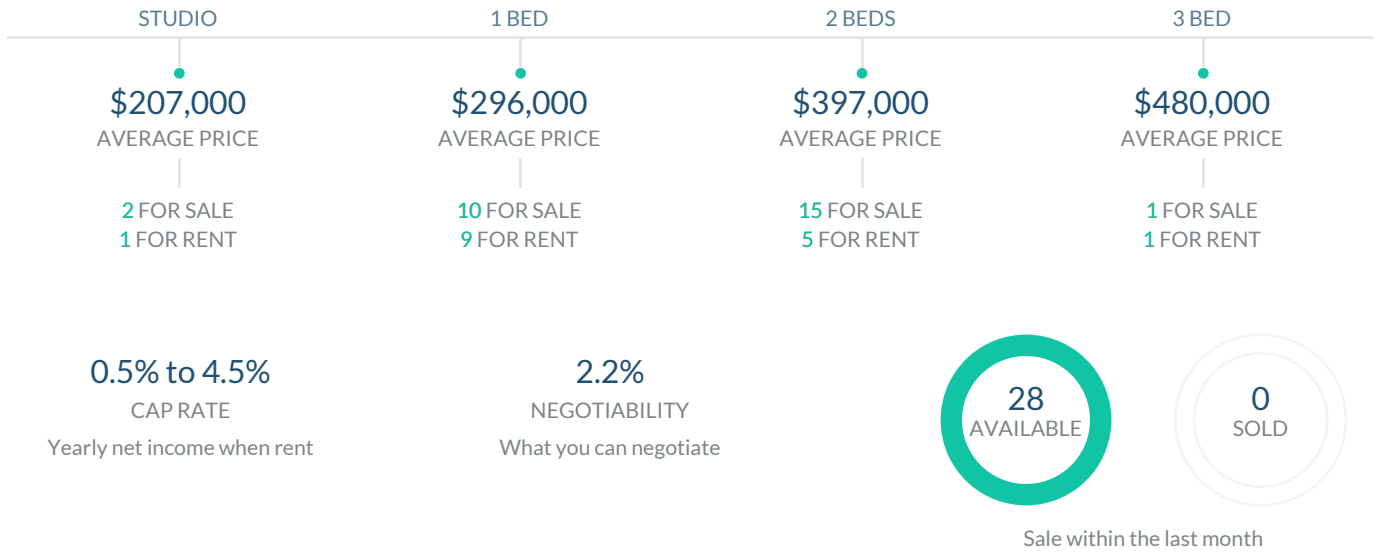 STUDIO
1 BED
2 BEDS
3 BED
$207,000
AVERAGE PRICE
$296,000
AVERAGE PRICE
$397,000
AVERAGE PRICE
$480,000
AVERAGE PRICE
2 FOR SALE
1 FOR RENT
10 FOR SALE
9 FOR RENT
15 FOR SALE
5 FOR RENT
1 FOR SALE
1 FOR RENT
0.5% to 4.5%
CAP RATE
Yearly net income when rent
2.2%
NEGOTIABILITY
What you can negotiate
28
AVAILABLE
0
SOLD
Sale within the last month